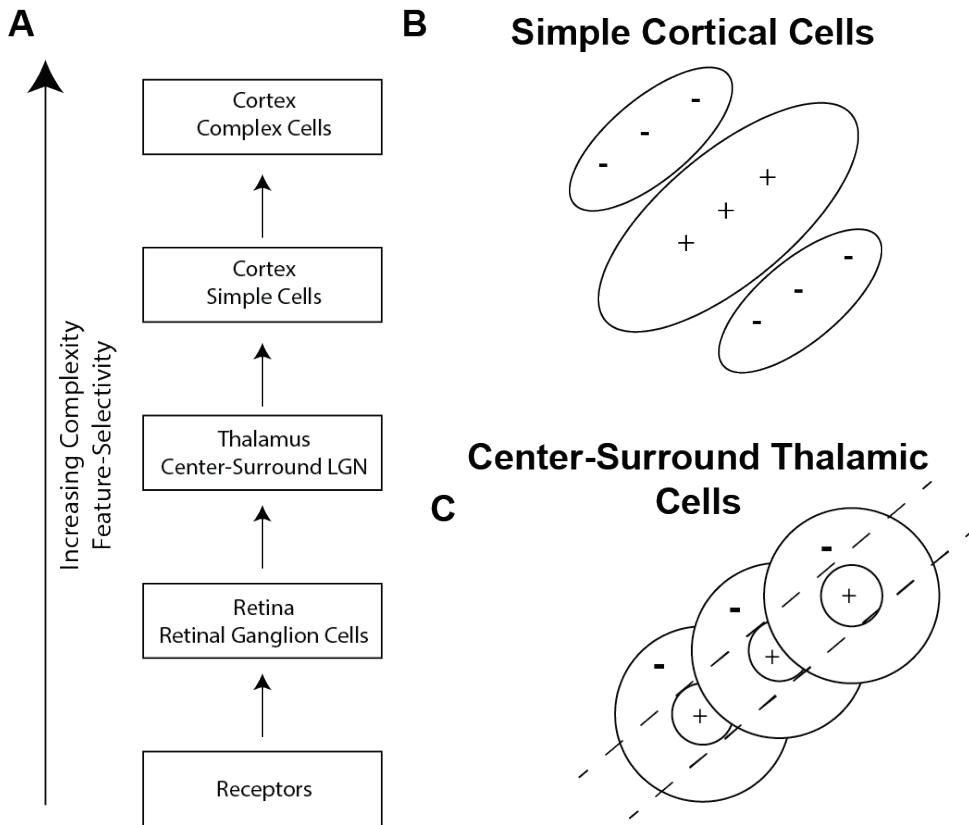 A
Increasing Complexity
Feature-Selectivity
Cortex
Complex Cells
Cortex
Simple Cells
Thalamus
Center-Surround LGN
Retina
Retinal Ganglion Cells
Receptors
B
Simple Cortical Cells
-
-
-
+
+
+
-
-
-
Center-Surround Thalamic
Cells
C
-
+
-
+
-
+